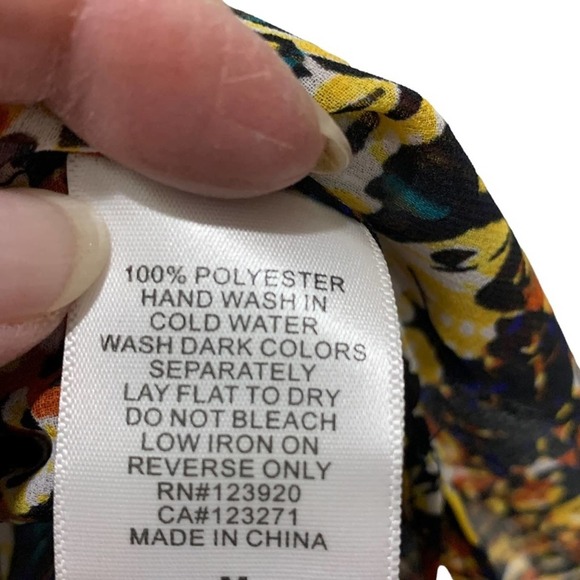 100% POLYESTER
HAND WASH IN
COLD WATER
WASH DARK COLORS
SEPARATELY
LAY FLAT TO DRY
DO NOT BLEACH
LOW IRON ON
REVERSE ONLY
RN#123920
CA#123271
MADE IN CHINA